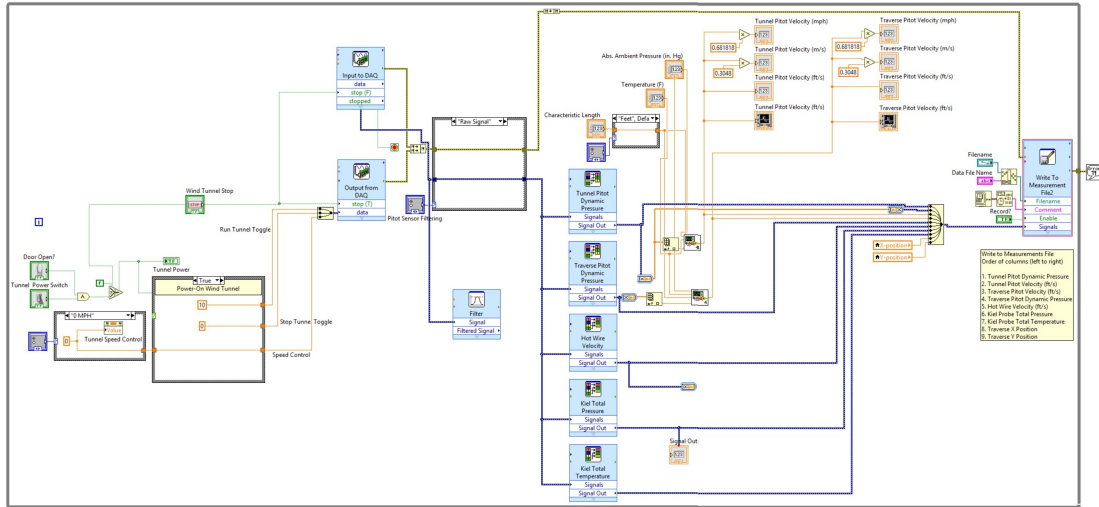 Input to DAQ
data
stop (F)
stopped
Output from
DAQ
stop (T)
data
Wind Tunnel Stop
STOP
Run Tunnel Toggle
Pitot Sensor Filtering
Door Open?
Tunnel Power Switch
Tunnel Power
"0 MPH"
Value
Tunnel Speed Control
0
True
Power-On Wind Tunnel
10
0
Stop Tunne Toggle
Speed Control
"Raw Signal"
Filter
Signal
Filtered Signal
Abs. Ambient Pressure (in. Hg)
Temperature (F)
Characteristic Length
"Feet", Defa
Tunnel Pitot
Dynamic
Pressure
Signals
Signal Out
Traverse Pitot
Dynamic
Pressure
Signals
Signal Out
Hot Wire
Velocity
Signals
Signal Out
Kiel Total
Pressure
Signals
Signal Out
Kiel Total
Temperature
Signals
Signal Out
Signal Out
Tunnel Pitot Velocity (mph)
0.681818
Tunnel Pitot Velocity (m/s)
0.3048
Tunnel Pitot Velocity (ft/s)
Tunnel Pitot Velocity (ft/s)
Traverse Pitot Velocity (mph)
0.681818
Traverse Pitot Velocity (m/s)
0.3048
Traverse Pitot Velocity (ft/s)
Traverse Pitot Velocity (ft/s)
X-position
Y-position
Filename
Data File Name
Record?
Write To
Measurement
File2
Filename
Comment
Enable
Signals
Write to Measurements File
Order of columns (left to right)
1. Tunnel Pitot Dynamic Pressure
2. Tunnel Pitot Velocity (ft/s)
3. Traverse Pitot Velocity (ft/s)
4. Traverse Pitot Dynamic Pressure
5. Hot Wire Velocity (ft/s)
6. Kiel Probe Total Pressure
7. Kiel Probe Total Temperature
8. Traverse X Position
9. Traverse Y Position